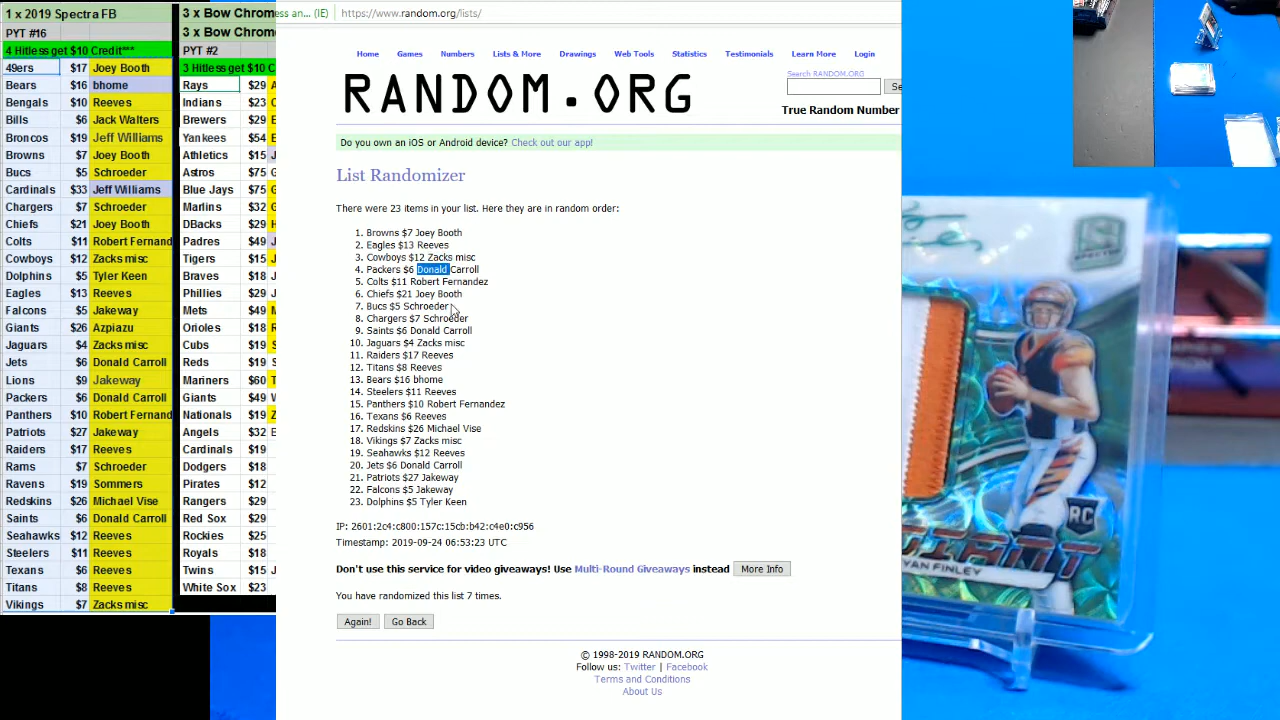 1 x 2019 Spectra FB
PYT #16
4 Hitless get $10 Credit***
49ers $17 Joey Booth
Bears $16 bhome
Bengals $10 Reeves
Bills $6 Jack Walters
Broncos $19 Jeff Williams
Browns $7 Joey Booth
Bucs $5 Schroeder
Cardinals $33 Jeff Williams
Chargers $7 Schroeder
Chiefs $21 Joey Booth
Colts $11 Robert Fernand
Cowboys $12 Zacks misc
Dolphins $5 Tyler Keen
Eagles $13 Reeves
Falcons $5 Jakeway
Giants $26 Azpiazu
Jaguars $4 Zacks misc
Jets $6 Donald Carroll
Lions $9 Jakeway
Packers $6 Donald Carroll
Panthers $10 Robert Fernand
Patriots $27 Jakeway
Raiders $17 Reeves
Rams $7 Schroeder
Ravens $19 Sommers
Redskins $26 Michael Vise
Saints $6 Donald Carroll
Seahawks $12 Reeves
Steelers $11 Reeves
Texans $6 Reeves
Titans $8 Reeves
Vikings $7 Zacks misc
3 x Bow Chrome
3 x Bow Chrom
PYT #2
3 Hitless get $10 C
Rays $29
Indians $23
Brewers $29
Yankees $54
Athletics $15
Astros $75
Blue Jays $75
Marlins $32
DBacks $29
Padres $49
Tigers $15
Braves $18
Phillies $29
Mets $49
Orioles $18
Cubs $19
Reds $19
Mariners $60
Giants $49
Nationals $19
Angels $32
Cardinals $19
Dodgers $18
Pirates $12
Rangers $29
Red Sox $29
Rockies $25
Royals $18
Twins $15
White Sox $23
ess an... (IE) https://www.random.org/lists/
Home Games Numbers Lists & More Drawings Web Tools Statistics Testimonials Learn More Login
RANDOM.ORG
Search RANDOM.ORG
Se
True Random Number
Do you own an iOS or Android device? Check out our app!
List Randomizer
There were 23 items in your list. Here they are in random order:
1. Browns $7 Joey Booth
2. Eagles $13 Reeves
3. Cowboys $12 Zacks misc
4. Packers $6 Donald Carroll
5. Colts $11 Robert Fernandez
6. Chiefs $21 Joey Booth
7. Bucs $5 Schroeder
8. Chargers $7 Schroeder
9. Saints $6 Donald Carroll
10. Jaguars $4 Zacks misc
11. Raiders $17 Reeves
12. Titans $8 Reeves
13. Bears $16 bhome
14. Steelers $11 Reeves
15. Panthers $10 Robert Fernandez
16. Texans $6 Reeves
17. Redskins $26 Michael Vise
18. Vikings $7 Zacks misc
19. Seahawks $12 Reeves
20. Jets $6 Donald Carroll
21. Patriots $27 Jakeway
22. Falcons $5 Jakeway
23. Dolphins $5 Tyler Keen
IP: 2601:2c4:c800:157c:15cb:b42:c4e0:c956
Timestamp: 2019-09-24 06:53:23 UTC
Don't use this service for video giveaways! Use Multi-Round Giveaways instead More Info
You have randomized this list 7 times.
Again! Go Back
© 1998-2019 RANDOM.ORG
Follow us: Twitter | Facebook
Terms and Conditions
About Us
SPECTRA
RC
YAN FINLEY